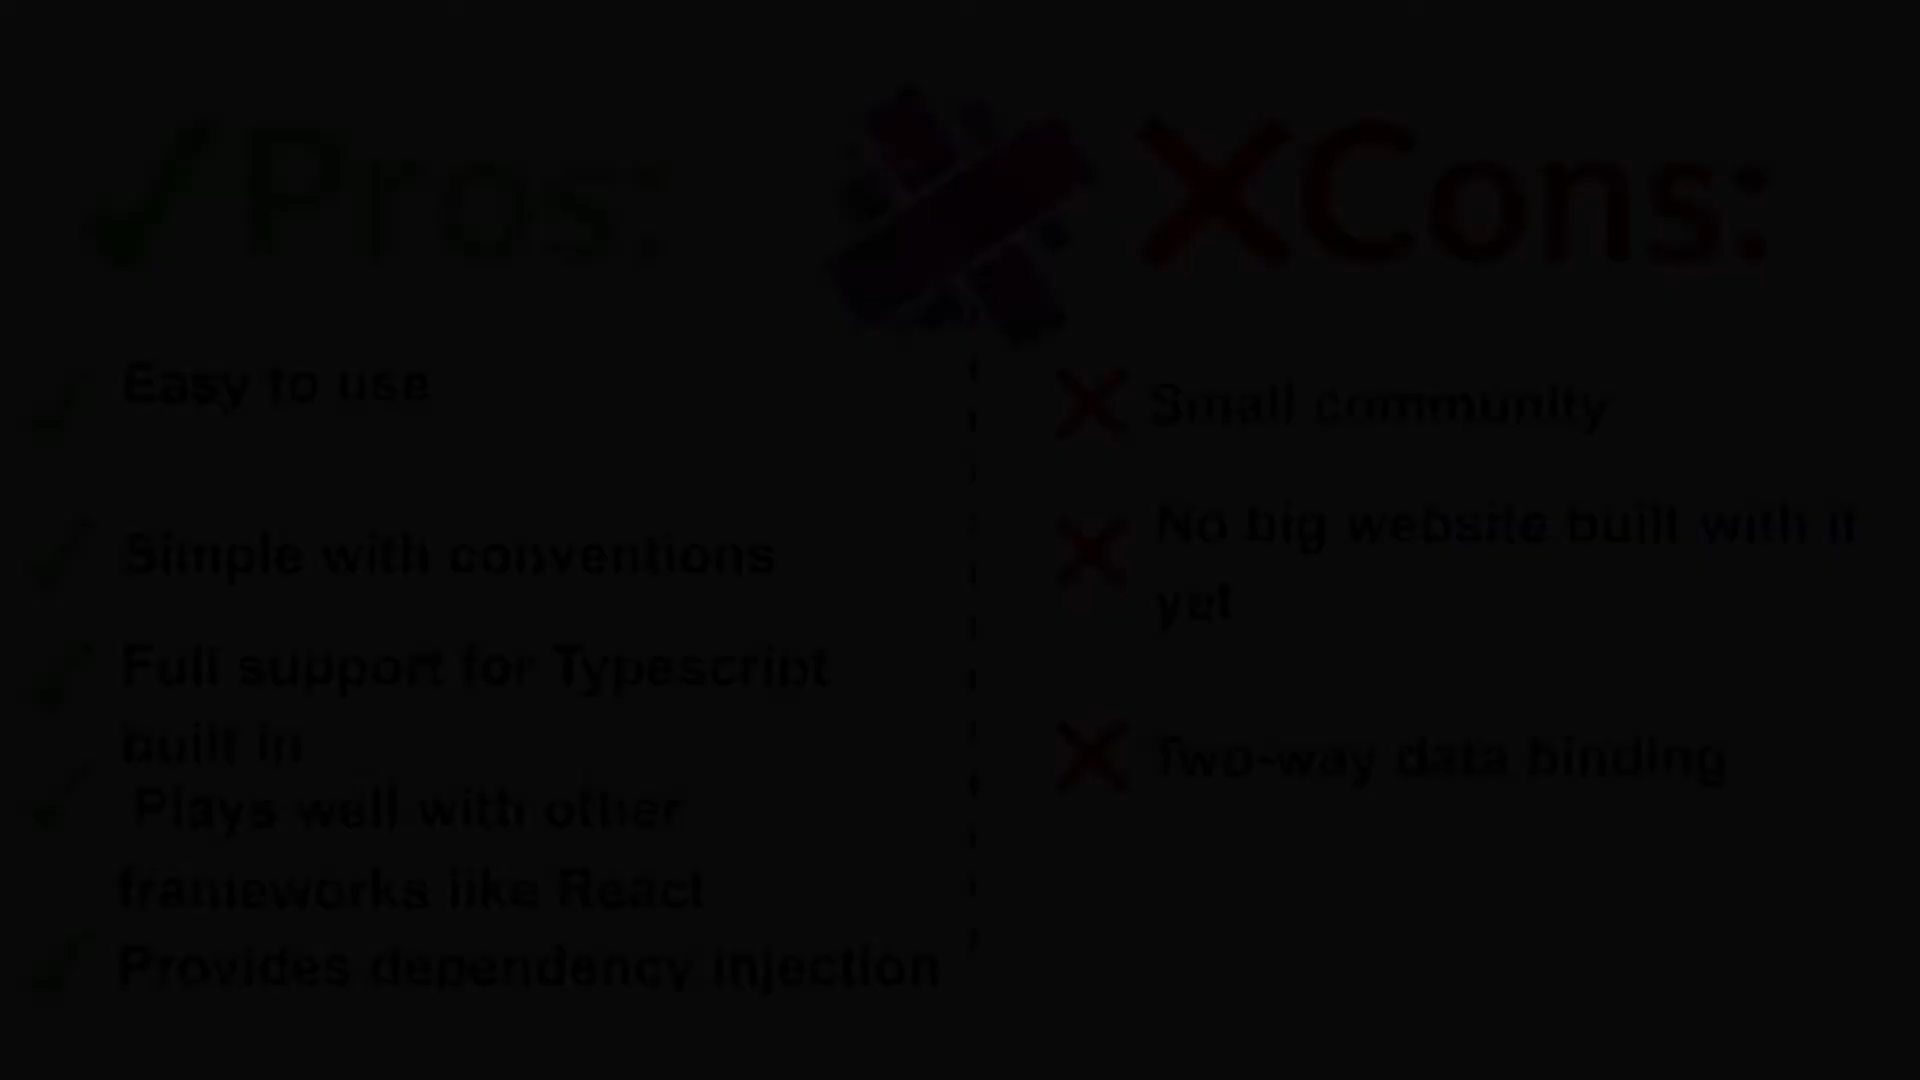 Pros:
Easy to use
Simple with conventions
Full support for Typescript
built in
Plays well with other
frameworks like React
Provides dependency injection
Cons:
Small community
No big website built with it
yet
Two-way data binding